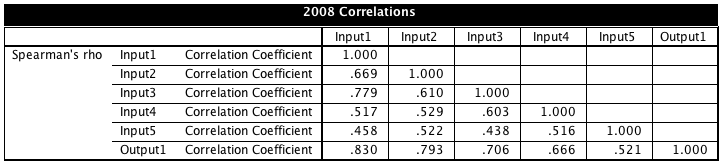 2008 Correlations
Input1 Input2 Input3 Input4 Input5 Output1
Spearman's rho Input1 Correlation Coefficient 1.000
Input2 Correlation Coefficient .669 1.000
Input3 Correlation Coefficient .779 .610 1.000
Input4 Correlation Coefficient .517 .529 .603 1.000
Input5 Correlation Coefficient .458 .522 .438 .516 1.000
Output1 Correlation Coefficient .830 .793 .706 .666 .521 1.000